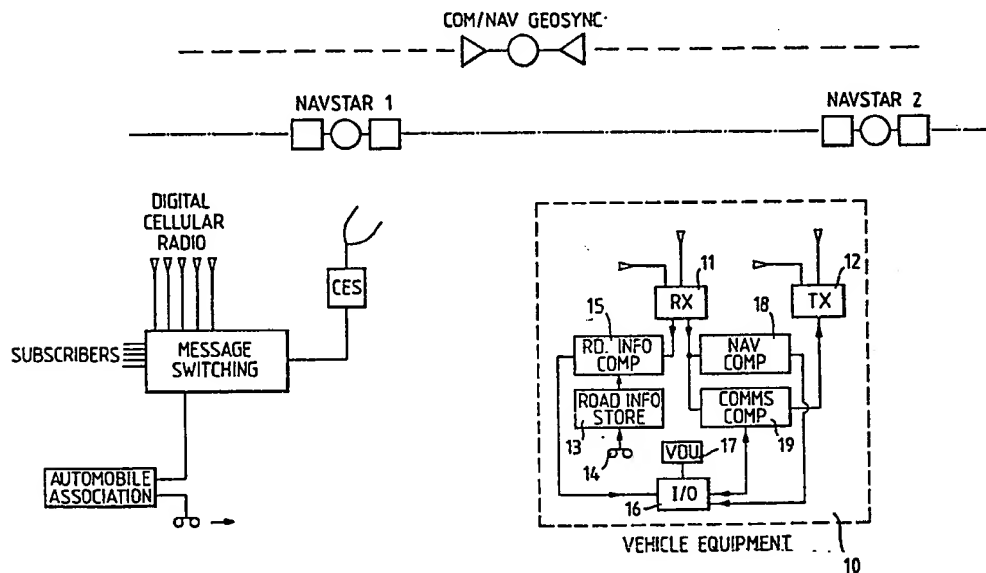 COM/NAV GEOSYNC
NAVSTAR 1
NAVSTAR 2
DIGITAL
CELLULAR
RADIO
CES
SUBSCRIBERS
MESSAGE
SWITCHING
AUTOMOBILE
ASSOCIATION
11
12
RX
TX
15
18
RD. INFO
COMP
NAV
COMP
ROAD INFO
STORE
COMMS
COMP
13
14
17
19
VDU
I/O
16
VEHICLE EQUIPMENT
10